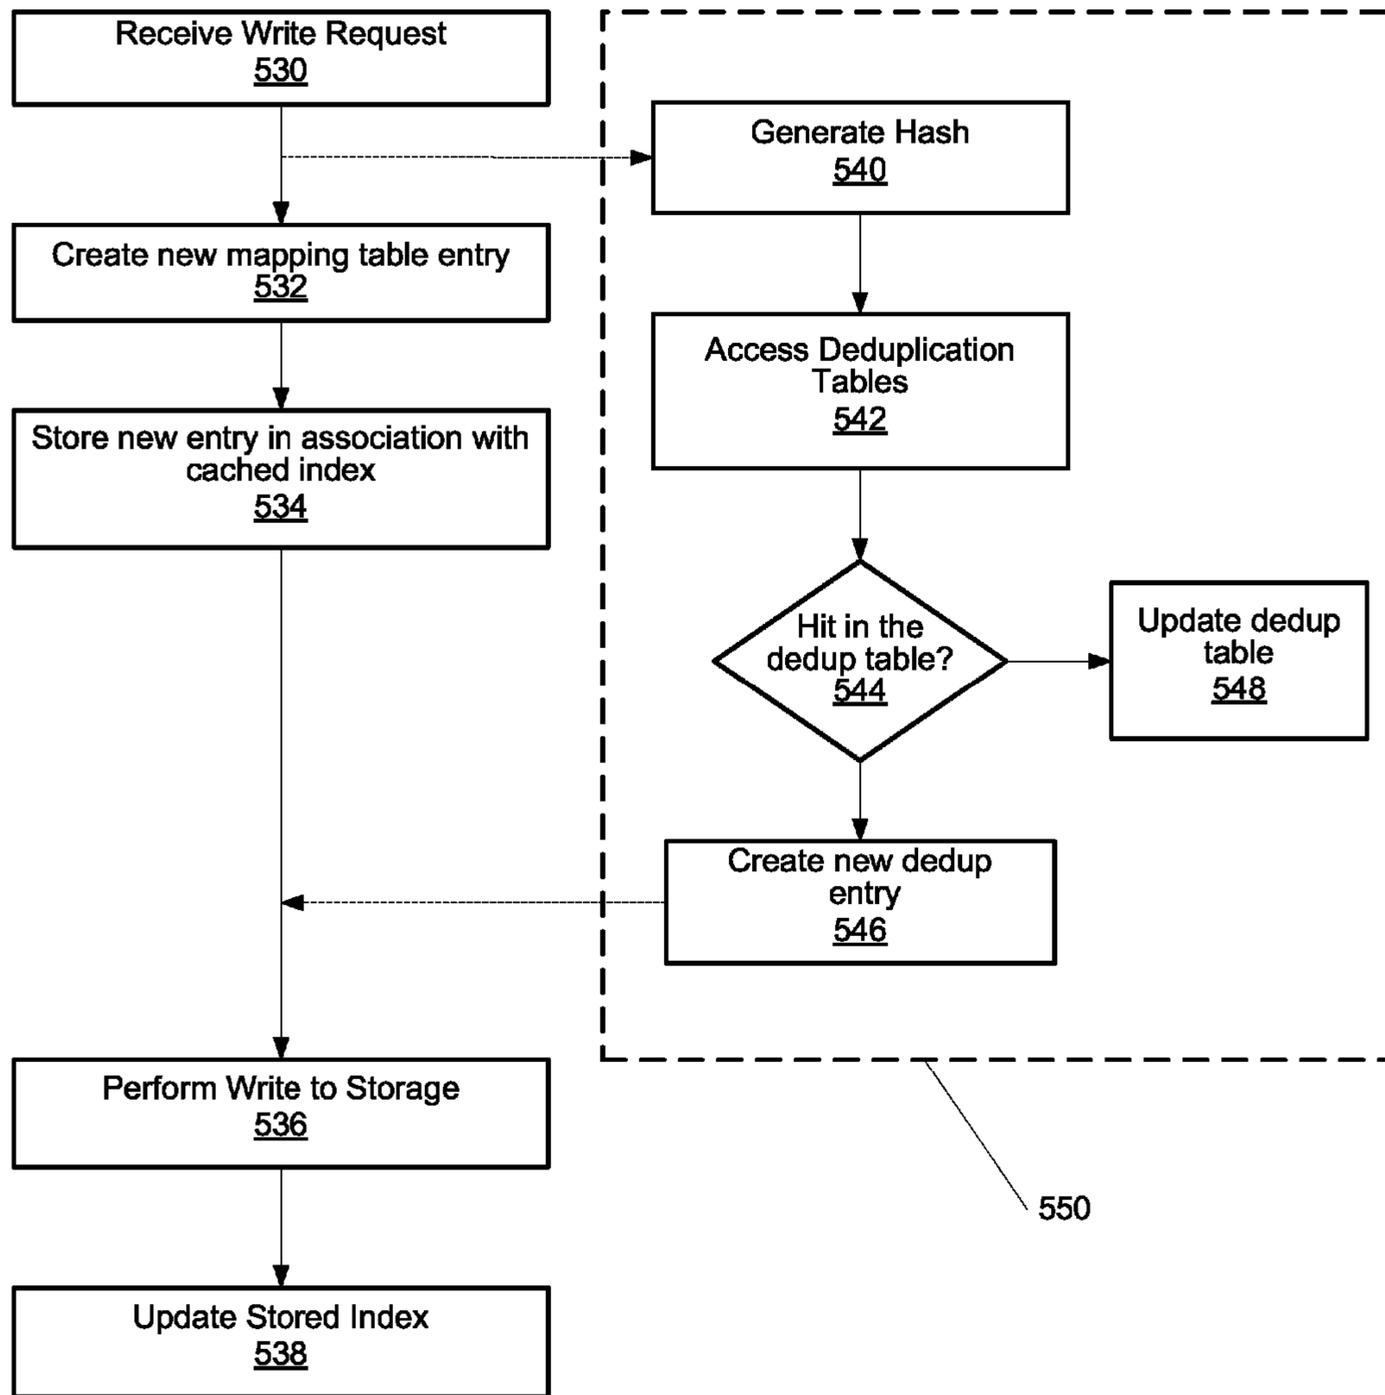 Receive Write Request
530
Create new mapping table entry
532
Store new entry in association with
cached index
534
Perform Write to Storage
536
Update Stored Index
538
Generate Hash
540
Access Deduplication
Tables
542
Hit in the
dedup table?
544
Update dedup
table
548
Create new dedup
entry
546
550